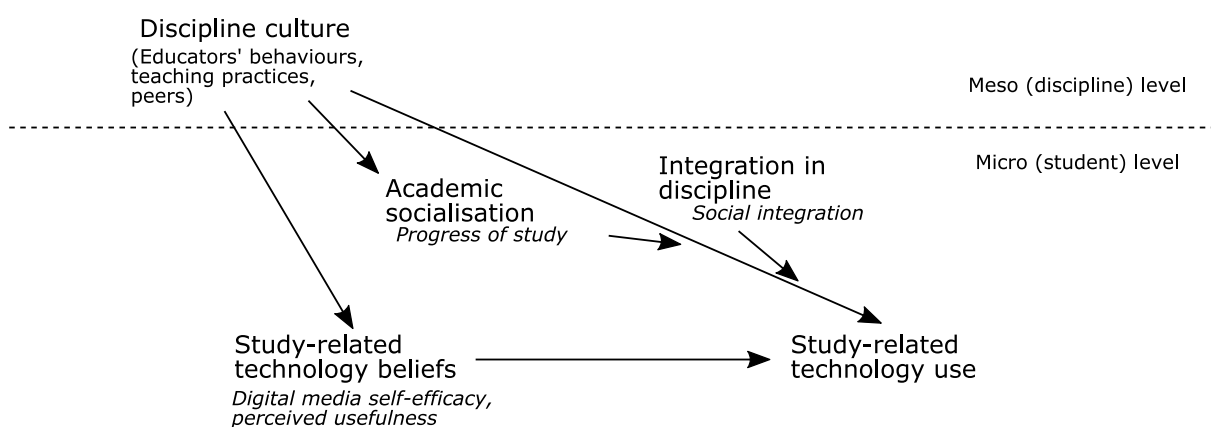 Discipline culture
(Educators' behaviours,
teaching practices,
peers)
Meso (discipline) level
Micro (student) level
Integration in
discipline
Social integration
Academic
socialisation
Progress of study
Study-related
technology beliefs
Digital media self-efficacy,
perceived usefulness
Study-related
technology use